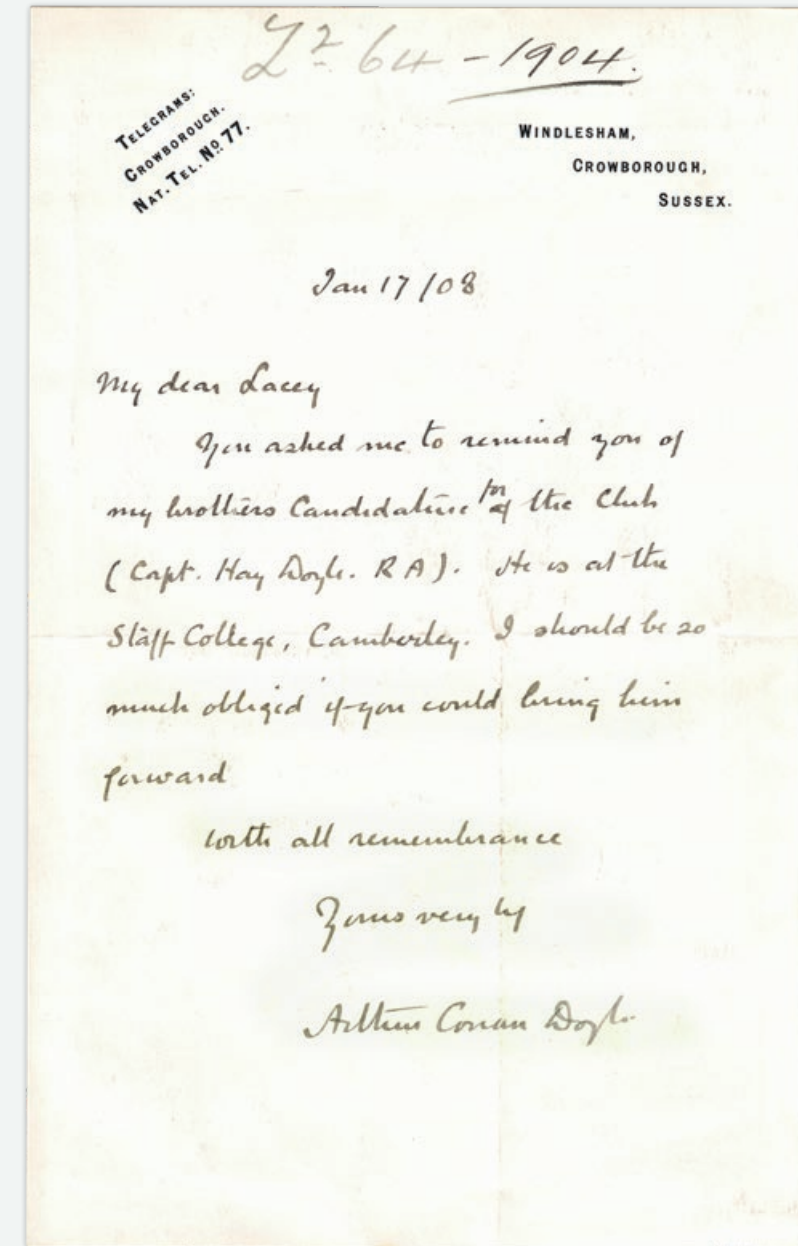 L² 64 - 1904.
TELEGRAMS:
CROWBOROUGH.
NAT. TEL. Nº 77.
WINDLESHAM,
CROWBOROUGH,
SUSSEX.
Jan 17/08
My dear Lacey
You asked me to remind you of
my brothers Candidature for the Club
(Capt. Hay Doyle. RA). He is at the
Staff College, Camberley. I should be so
much obliged if you could bring him
forward
with all remembrance
Yours very ty
Arthur Conan Doyle